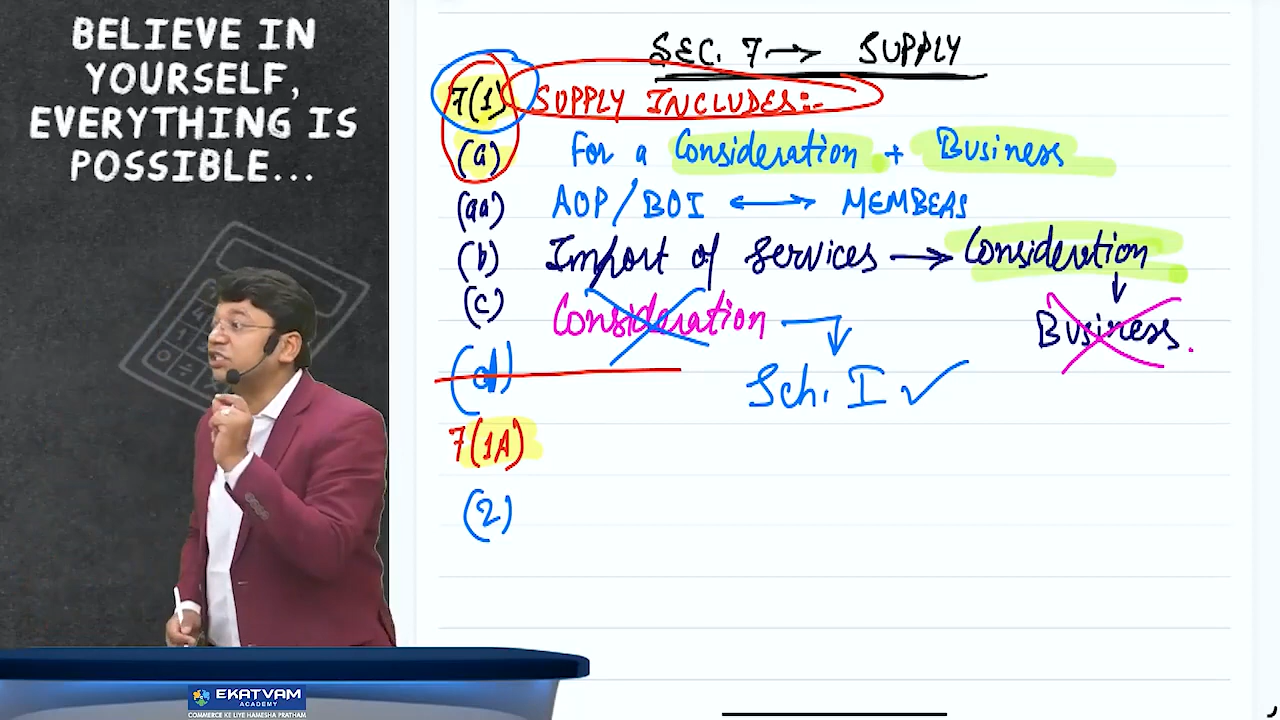 BELIEVE IN
YOURSELF,
EVERYTHING IS
POSSIBLE...
SEC. 7 → SUPPLY
7(1) SUPPLY INCLUDES:-
(a) For a Consideration + Business
(aa) AOP/BOI ↔ MEMBERS
(b) Import of Services → Consideration
↓
Business.
(c) Consideration
Sch. I ✓
(d)
7(1A)
(2)
EKATVAM
ACADEMY
COMMERCE KE LIYE HAMESHA PRATHAM